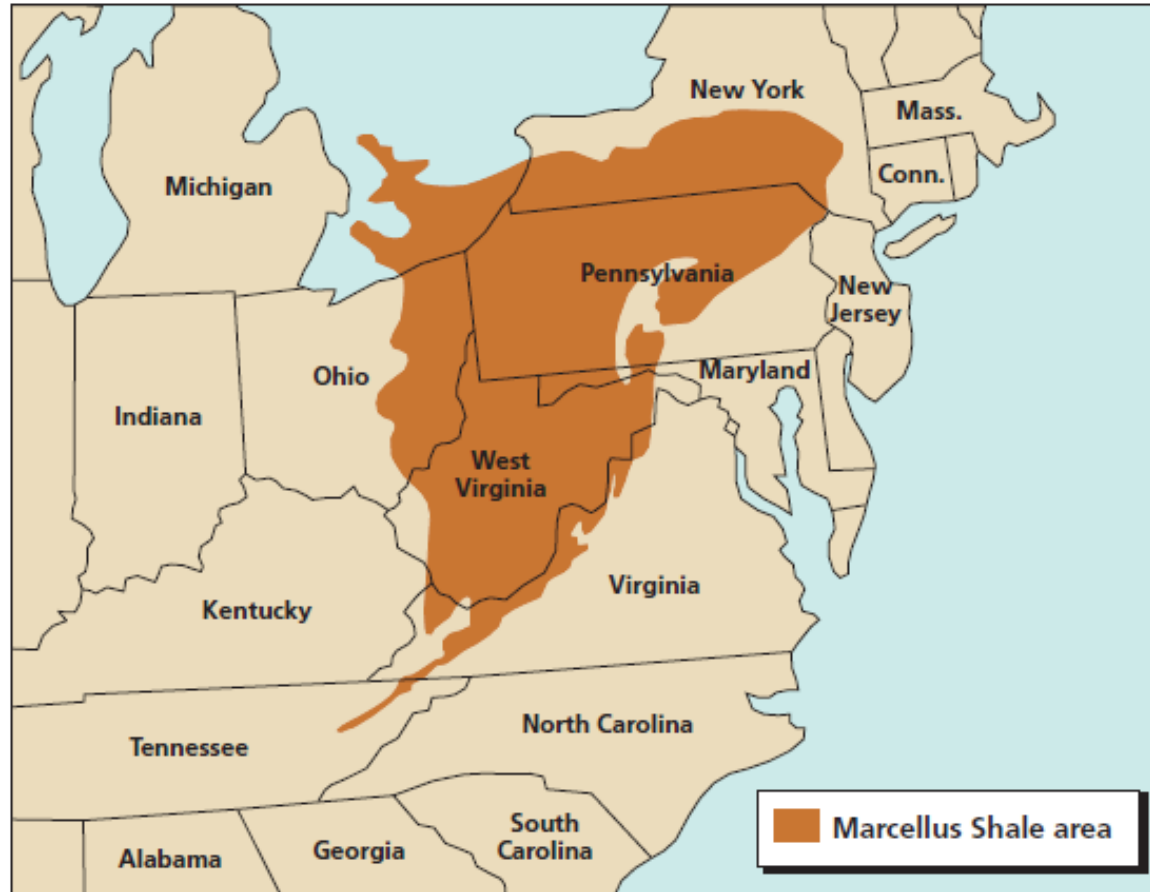 New York
Mass.
Michigan
Conn.
Pennsylvania
New
Jersey
Maryland
Ohio
Indiana
West
Virginia
Virginia
Kentucky
North Carolina
Tennessee
South
Carolina
Georgia
Alabama
Marcellus Shale area